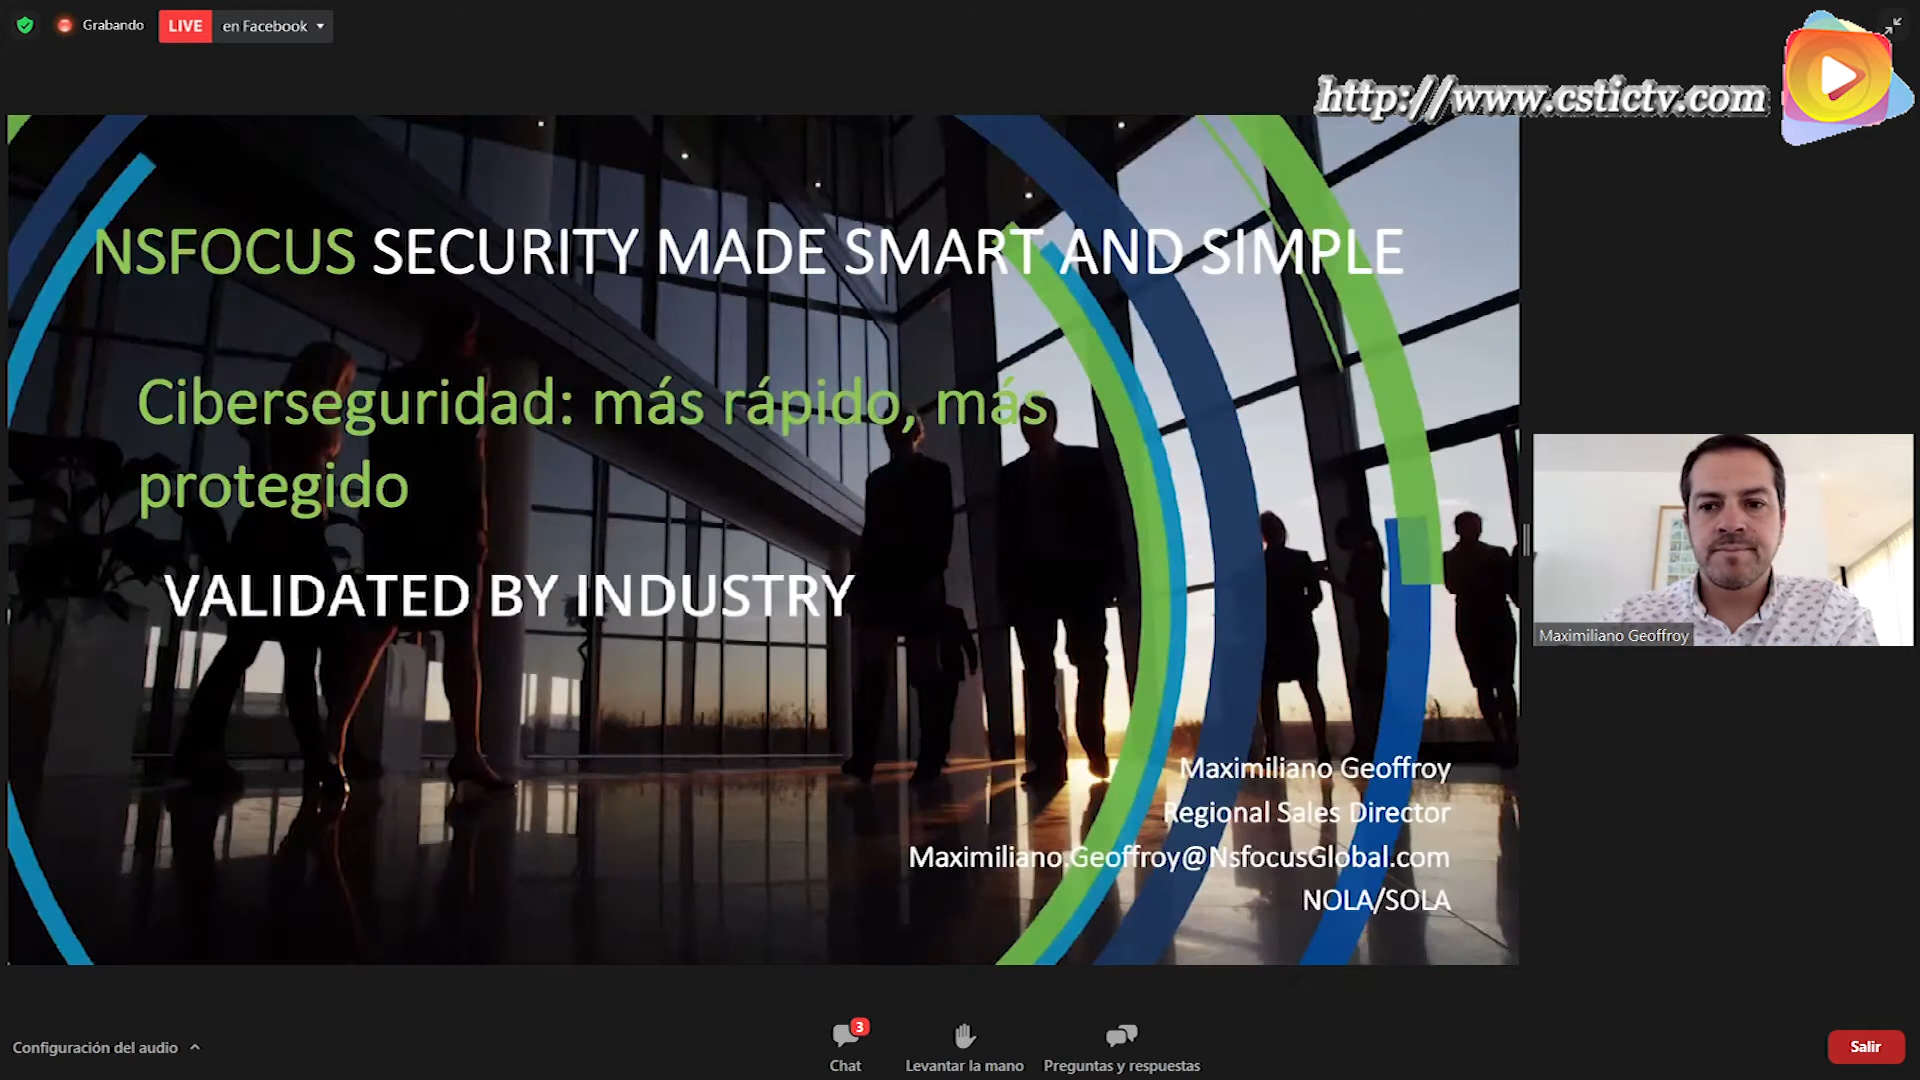 Grabando
LIVE en Facebook
http://www.cstictv.com
NSFOCUS SECURITY MADE SMART AND SIMPLE
Ciberseguridad: más rápido, más
protegido
VALIDATED BY INDUSTRY
Maximiliano Geoffroy
Maximiliano Geoffroy
Regional Sales Director
Maximiliano.Geoffroy@NsfocusGlobal.com
NOLA/SOLA
Configuración del audio
3
Chat
Levantar la mano
Preguntas y respuestas
Salir